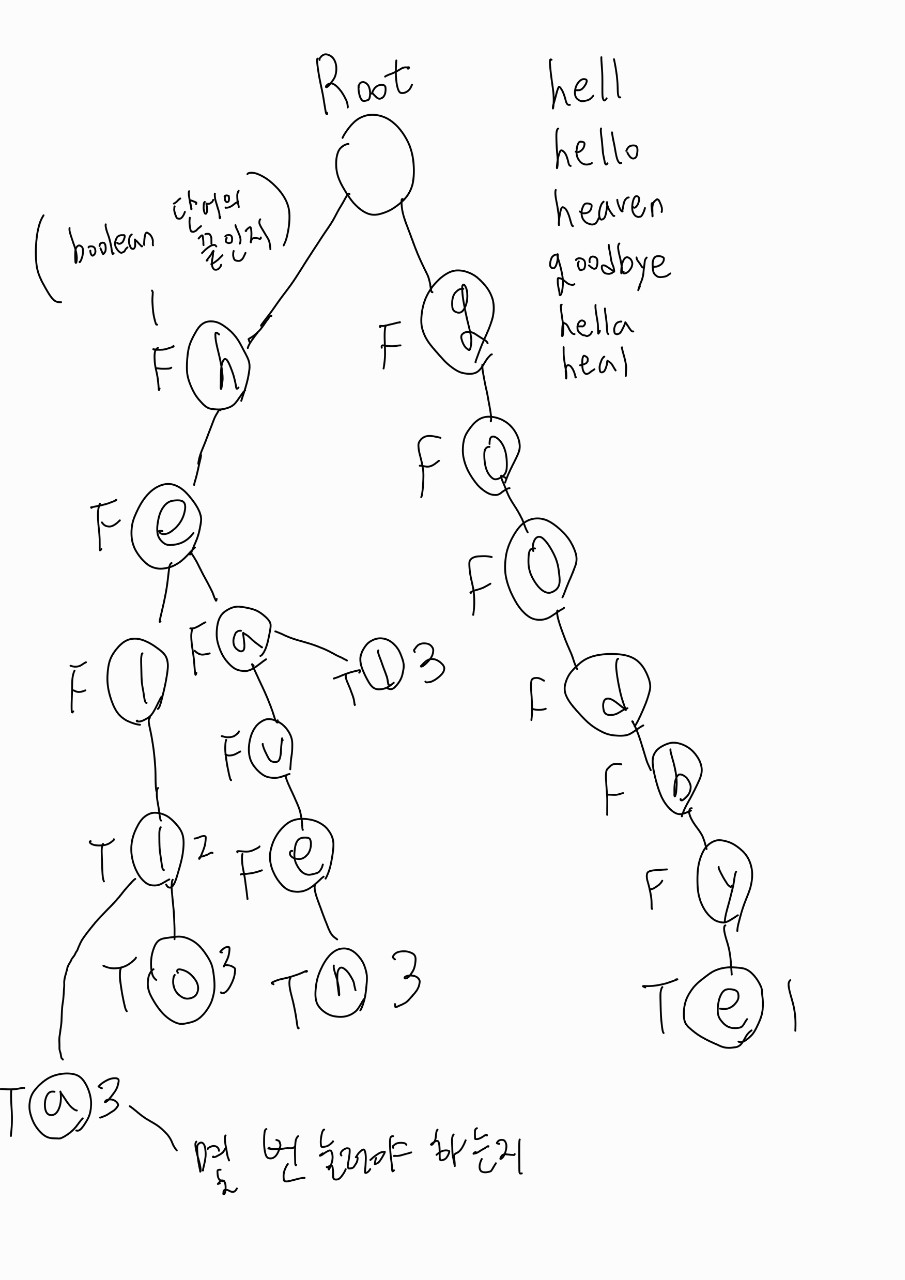 Root
hell
hello
heaven
goodbye
hella
heal
(boolean 단어의
끝인지)
F h
F g
F o
F e
F o
F l
F a
T l 3
F d
F v
F b
T l 2
F e
F y
T o 3
T n 3
T e 1
T a 3
몇 번 눌러야 하는지